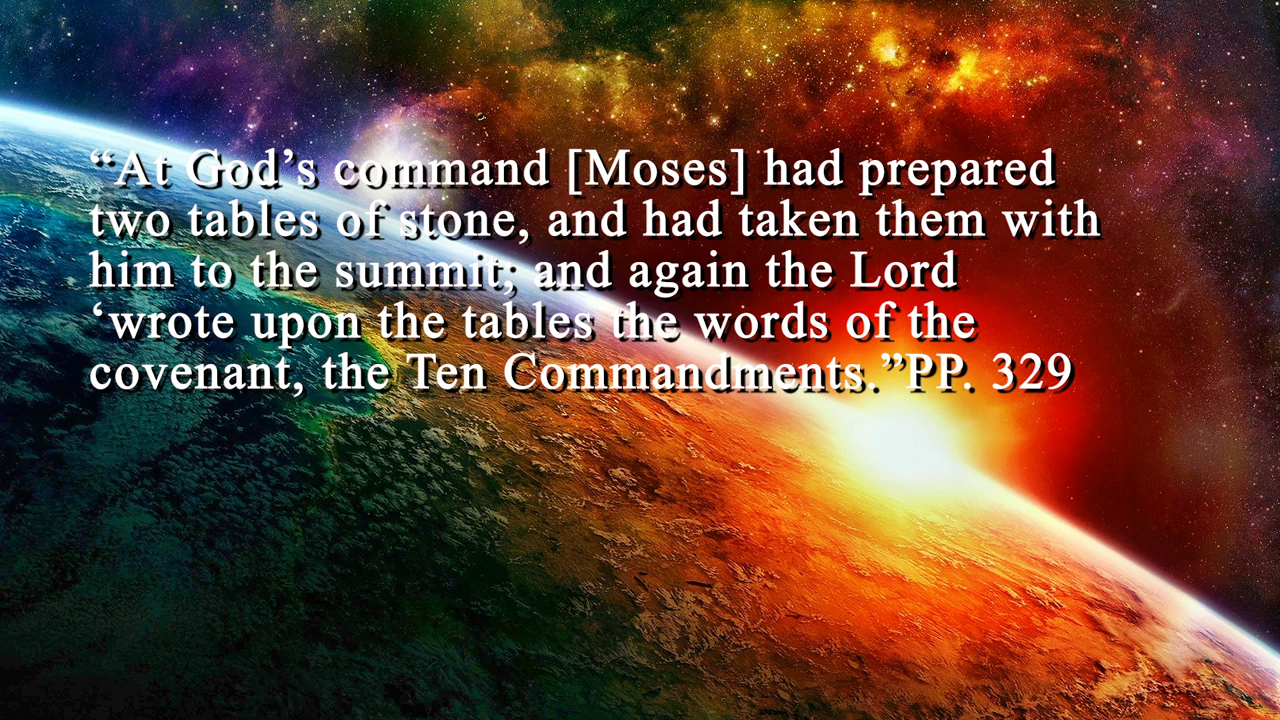 “At God’s command [Moses] had prepared
two tables of stone, and had taken them with
him to the summit; and again the Lord
‘wrote upon the tables the words of the
covenant, the Ten Commandments.”PP. 329